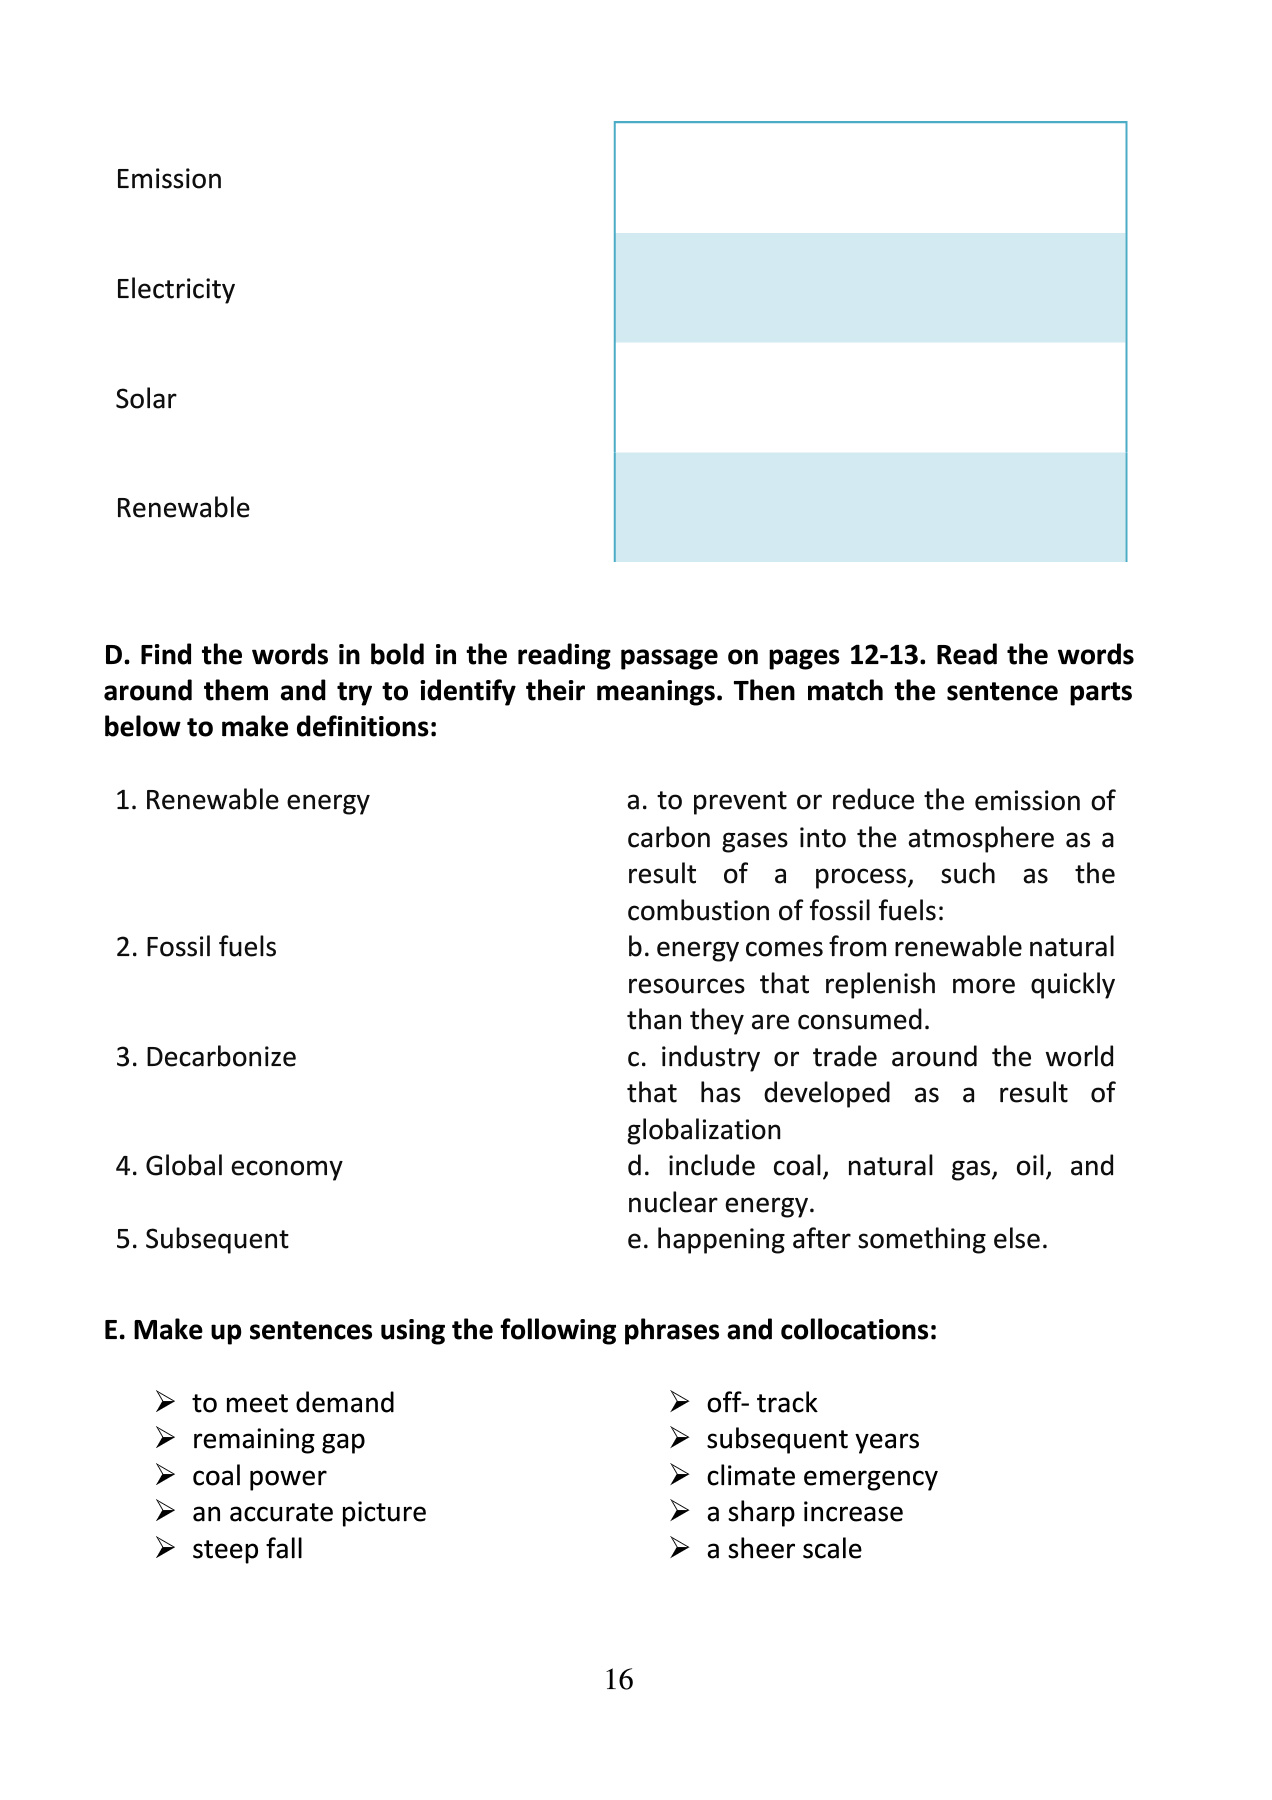 Emission
Electricity
Solar
Renewable
D. Find the words in bold in the reading passage on pages 12-13. Read the words
around them and try to identify their meanings. Then match the sentence parts
below to make definitions:
1. Renewable energy
a. to prevent or reduce the emission of
carbon gases into the atmosphere as a
result of a process, such as the
combustion of fossil fuels:
2. Fossil fuels
b. energy comes from renewable natural
resources that replenish more quickly
than they are consumed.
3. Decarbonize
c. industry or trade around the world
that has developed as a result of
globalization
4. Global economy
d. include coal, natural gas, oil, and
nuclear energy.
5. Subsequent
e. happening after something else.
E. Make up sentences using the following phrases and collocations:
➢ to meet demand
➢ remaining gap
➢ coal power
➢ an accurate picture
➢ steep fall
➢ off- track
➢ subsequent years
➢ climate emergency
➢ a sharp increase
➢ a sheer scale
16